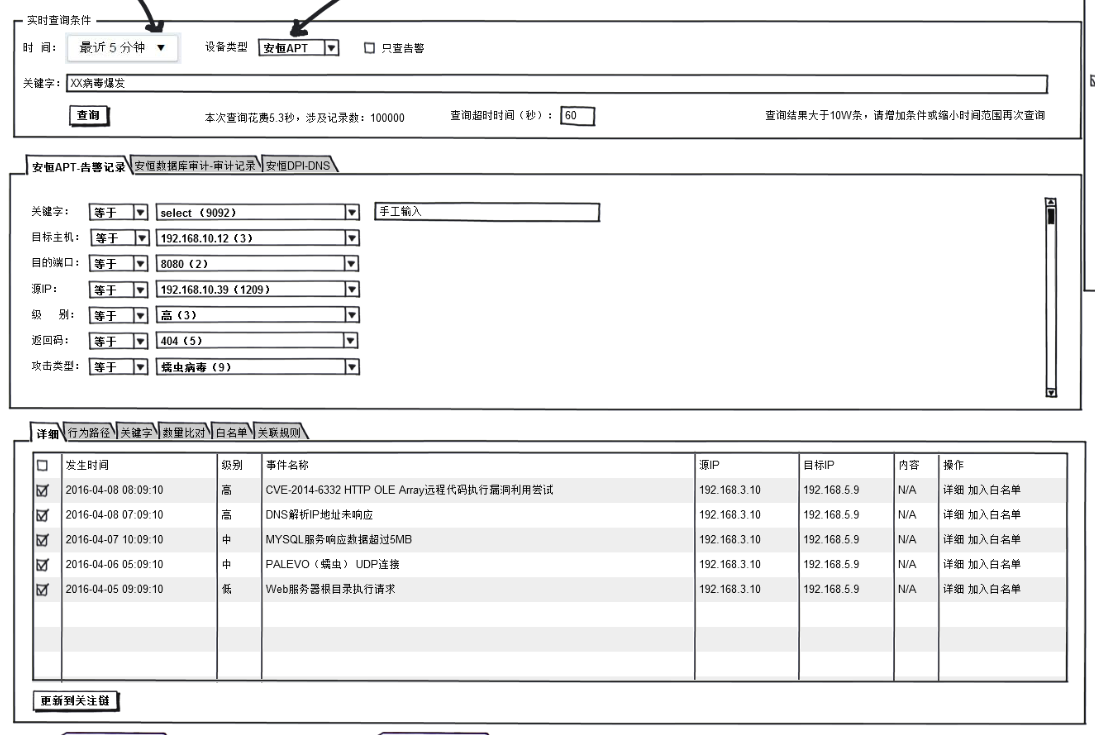 实时查询条件
时 间： 最近 5 分钟 设备类型 安恒APT 只查告警
关键字： XX病毒爆发
查询 本次查询花费5.3秒，涉及记录数：100000 查询超时时间（秒）： 60 查询结果大于10W条，请增加条件或缩小时间范围再次查询
安恒APT-告警记录 安恒数据库审计-审计记录 安恒DPI-DNS
关键字： 等于 select（9092） 手工输入
目标主机： 等于 192.168.10.12（3）
目的端口： 等于 8080（2）
源IP： 等于 192.168.10.39（1209）
级 别： 等于 高（3）
返回码： 等于 404（5）
攻击类型： 等于 蠕虫病毒（9）
详细 行为路径 关键字 数量比对 白名单 关联规则
发生时间 级别 事件名称 源IP 目标IP 内容 操作
2016-04-08 08:09:10 高 CVE-2014-6332 HTTP OLE Array远程代码执行漏洞利用尝试 192.168.3.10 192.168.5.9 N/A 详细 加入白名单
2016-04-08 07:09:10 高 DNS解析IP地址未响应 192.168.3.10 192.168.5.9 N/A 详细 加入白名单
2016-04-07 10:09:10 中 MYSQL服务响应数据超过5MB 192.168.3.10 192.168.5.9 N/A 详细 加入白名单
2016-04-06 05:09:10 中 PALEVO（蠕虫） UDP连接 192.168.3.10 192.168.5.9 N/A 详细 加入白名单
2016-04-05 09:09:10 低 Web服务器根目录执行请求 192.168.3.10 192.168.5.9 N/A 详细 加入白名单
更新到关注链